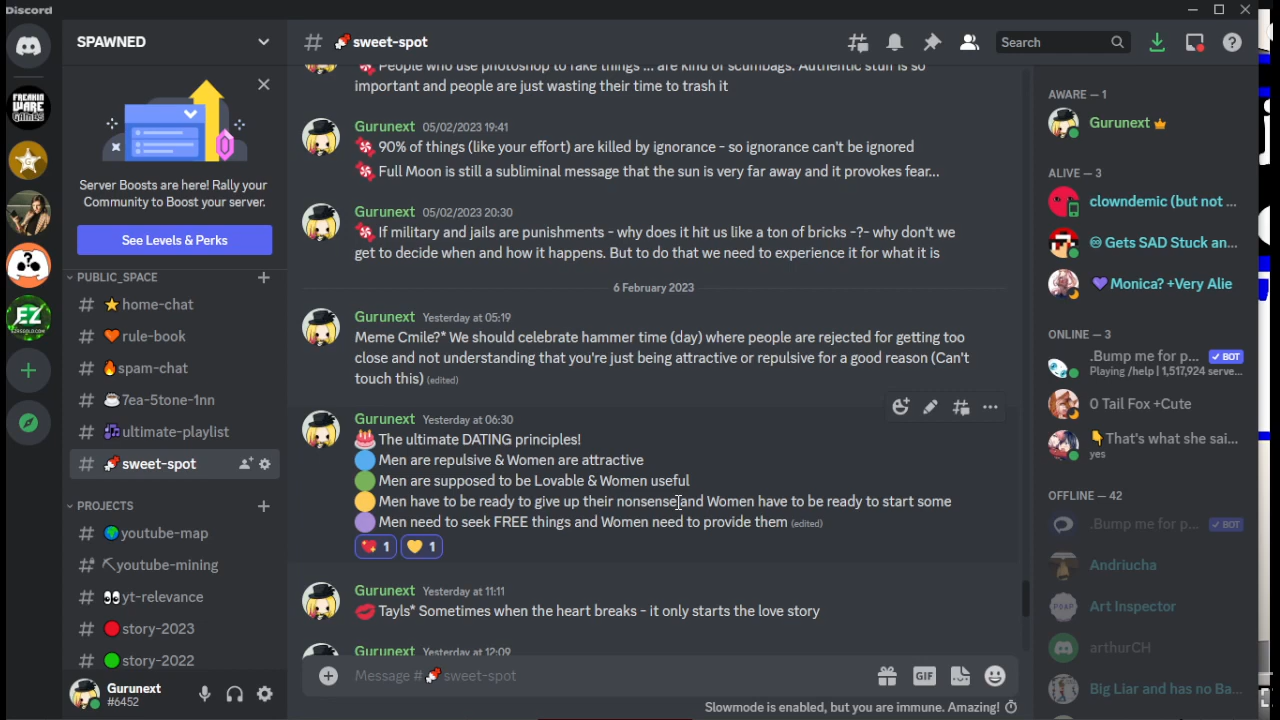 Discord
SPAWNED
# sweet-spot
Search
Server Boosts are here! Rally your
Community to Boost your server.
See Levels & Perks
PUBLIC_SPACE
home-chat
rule-book
spam-chat
7ea-5tone-1nn
ultimate-playlist
sweet-spot
PROJECTS
youtube-map
youtube-mining
yt-relevance
story-2023
story-2022
Gurunext
#6452
FREAKIN
WARE
GAMES
EZ
People who use photoshop to fake things ... are kind of scumbags. Authentic stuff is so
important and people are just wasting their time to trash it
Gurunext 05/02/2023 19:41
90% of things (like your effort) are killed by ignorance - so ignorance can't be ignored
Full Moon is still a subliminal message that the sun is very far away and it provokes fear...
Gurunext 05/02/2023 20:30
If military and jails are punishments - why does it hit us like a ton of bricks -?- why don't we
get to decide when and how it happens. But to do that we need to experience it for what it is
6 February 2023
Gurunext Yesterday at 05:19
Meme Cmile?* We should celebrate hammer time (day) where people are rejected for getting too
close and not understanding that you're just being attractive or repulsive for a good reason (Can't
touch this) (edited)
Gurunext Yesterday at 06:30
The ultimate DATING principles!
Men are repulsive & Women are attractive
Men are supposed to be Lovable & Women useful
Men have to be ready to give up their nonsense and Women have to be ready to start some
Men need to seek FREE things and Women need to provide them (edited)
1 1
Gurunext Yesterday at 11:11
Tayls* Sometimes when the heart breaks - it only starts the love story
Gurunext Yesterday at 12:09
Message # sweet-spot
GIF
Slowmode is enabled, but you are immune. Amazing!
AWARE — 1
Gurunext
ALIVE — 3
clowndemic (but not ...
Gets SAD Stuck an...
Monica? +Very Alie
ONLINE — 3
.Bump me for p... BOT
Playing /help | 1,517,924 serve...
0 Tail Fox +Cute
That's what she sai...
yes
OFFLINE — 42
.Bump me for p... BOT
Andriucha
Art Inspector
arthurCH
Big Liar and has no Ba...